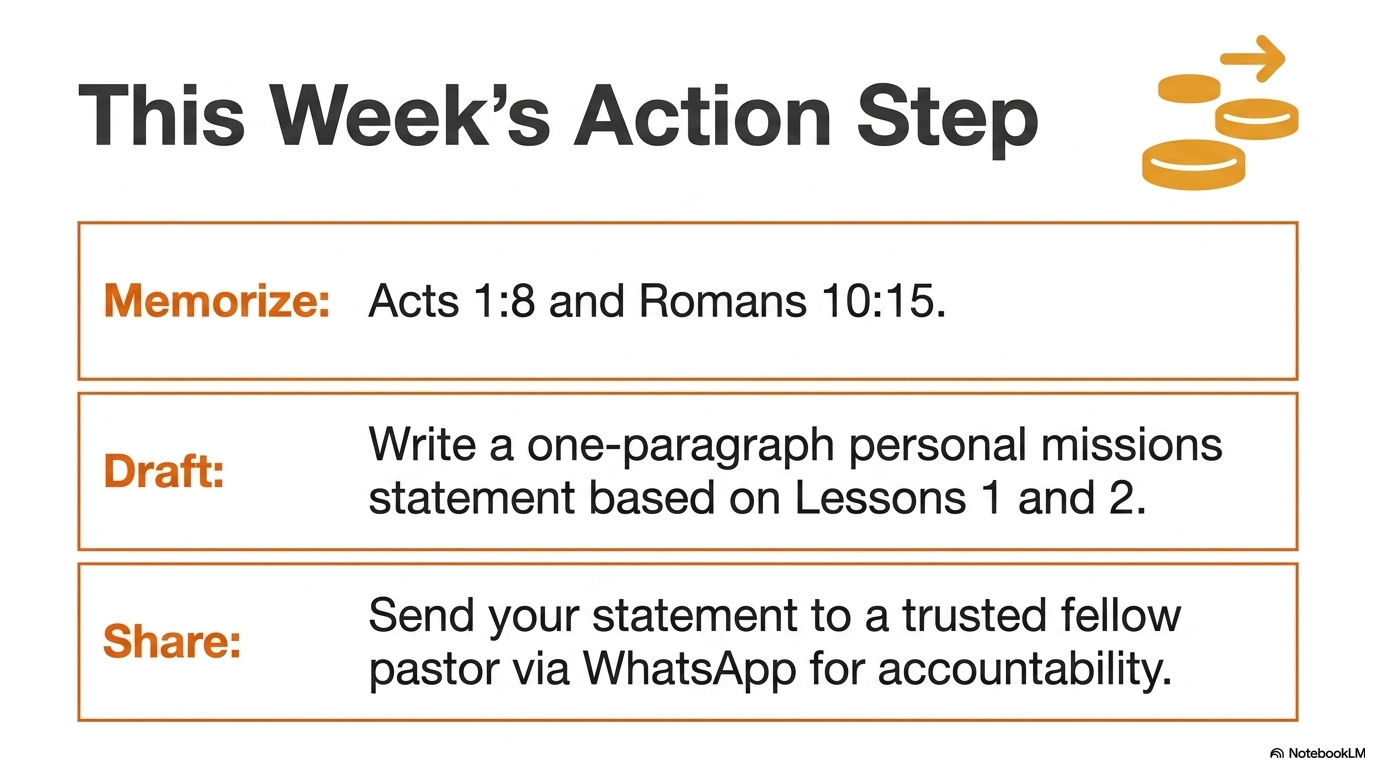 This Week’s Action Step
Memorize: Acts 1:8 and Romans 10:15.
Draft: Write a one-paragraph personal missions
statement based on Lessons 1 and 2.
Share: Send your statement to a trusted fellow
pastor via WhatsApp for accountability.
NotebookLM